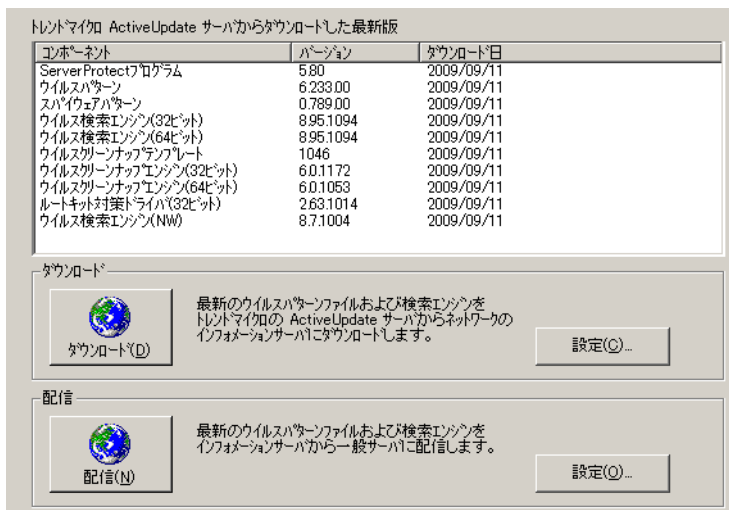 トレンドマイクロ ActiveUpdate サーバからダウンロードした最新版
コンポーネント バージョン ダウンロード日
ServerProtectプログラム 5.80 2009/09/11
ウイルスパターン 6.233.00 2009/09/11
スパイウェアパターン 0.789.00 2009/09/11
ウイルス検索エンジン(32ビット) 8.95.1094 2009/09/11
ウイルス検索エンジン(64ビット) 8.95.1094 2009/09/11
ウイルスクリーンナップテンプレート 1046 2009/09/11
ウイルスクリーンナップエンジン(32ビット) 6.0.1172 2009/09/11
ウイルスクリーンナップエンジン(64ビット) 6.0.1053 2009/09/11
ルートキット対策ドライバ(32ビット) 2.63.1014 2009/09/11
ウイルス検索エンジン(NW) 8.7.1004 2009/09/11
ダウンロード
最新のウイルスパターンファイルおよび検索エンジンを
トレンドマイクロの ActiveUpdate サーバからネットワークの
インフォメーションサーバにダウンロードします。
ダウンロード(D)
設定(C)...
配信
最新のウイルスパターンファイルおよび検索エンジンを
インフォメーションサーバから一般サーバに配信します。
配信(N)
設定(O)...